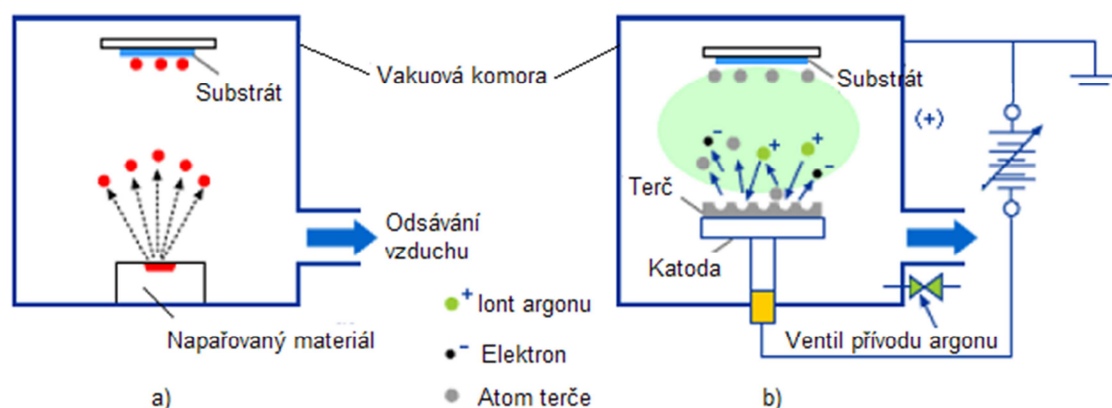 Substrát
Vakuová komora
Substrát
(+)
-
+
+
-
Terč
Odsávání
vzduchu
Katoda
+
Iont argonu
Napařovaný materiál
Ventil přívodu argonu
-
Elektron
Atom terče
a)
b)